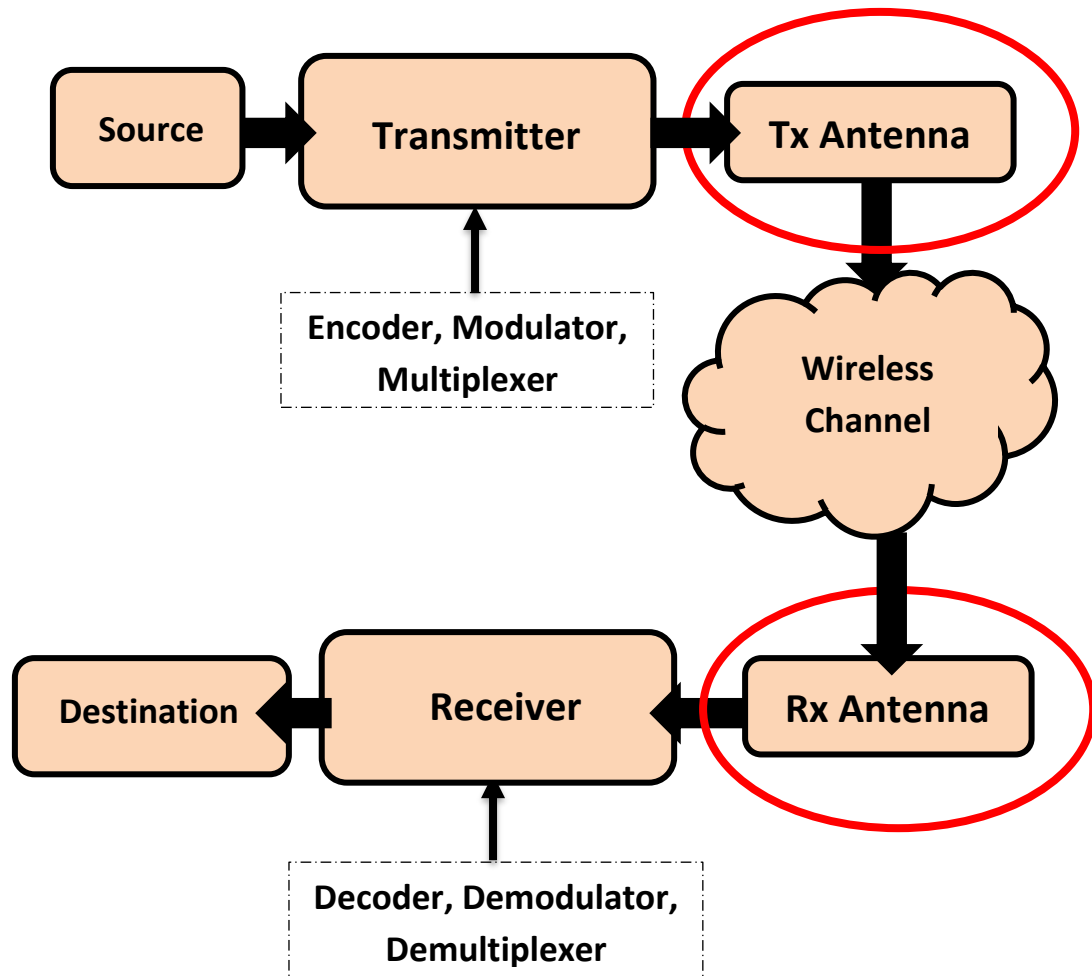 Source
Transmitter
Tx Antenna
Encoder, Modulator,
Multiplexer
Wireless
Channel
Destination
Receiver
Rx Antenna
Decoder, Demodulator,
Demultiplexer